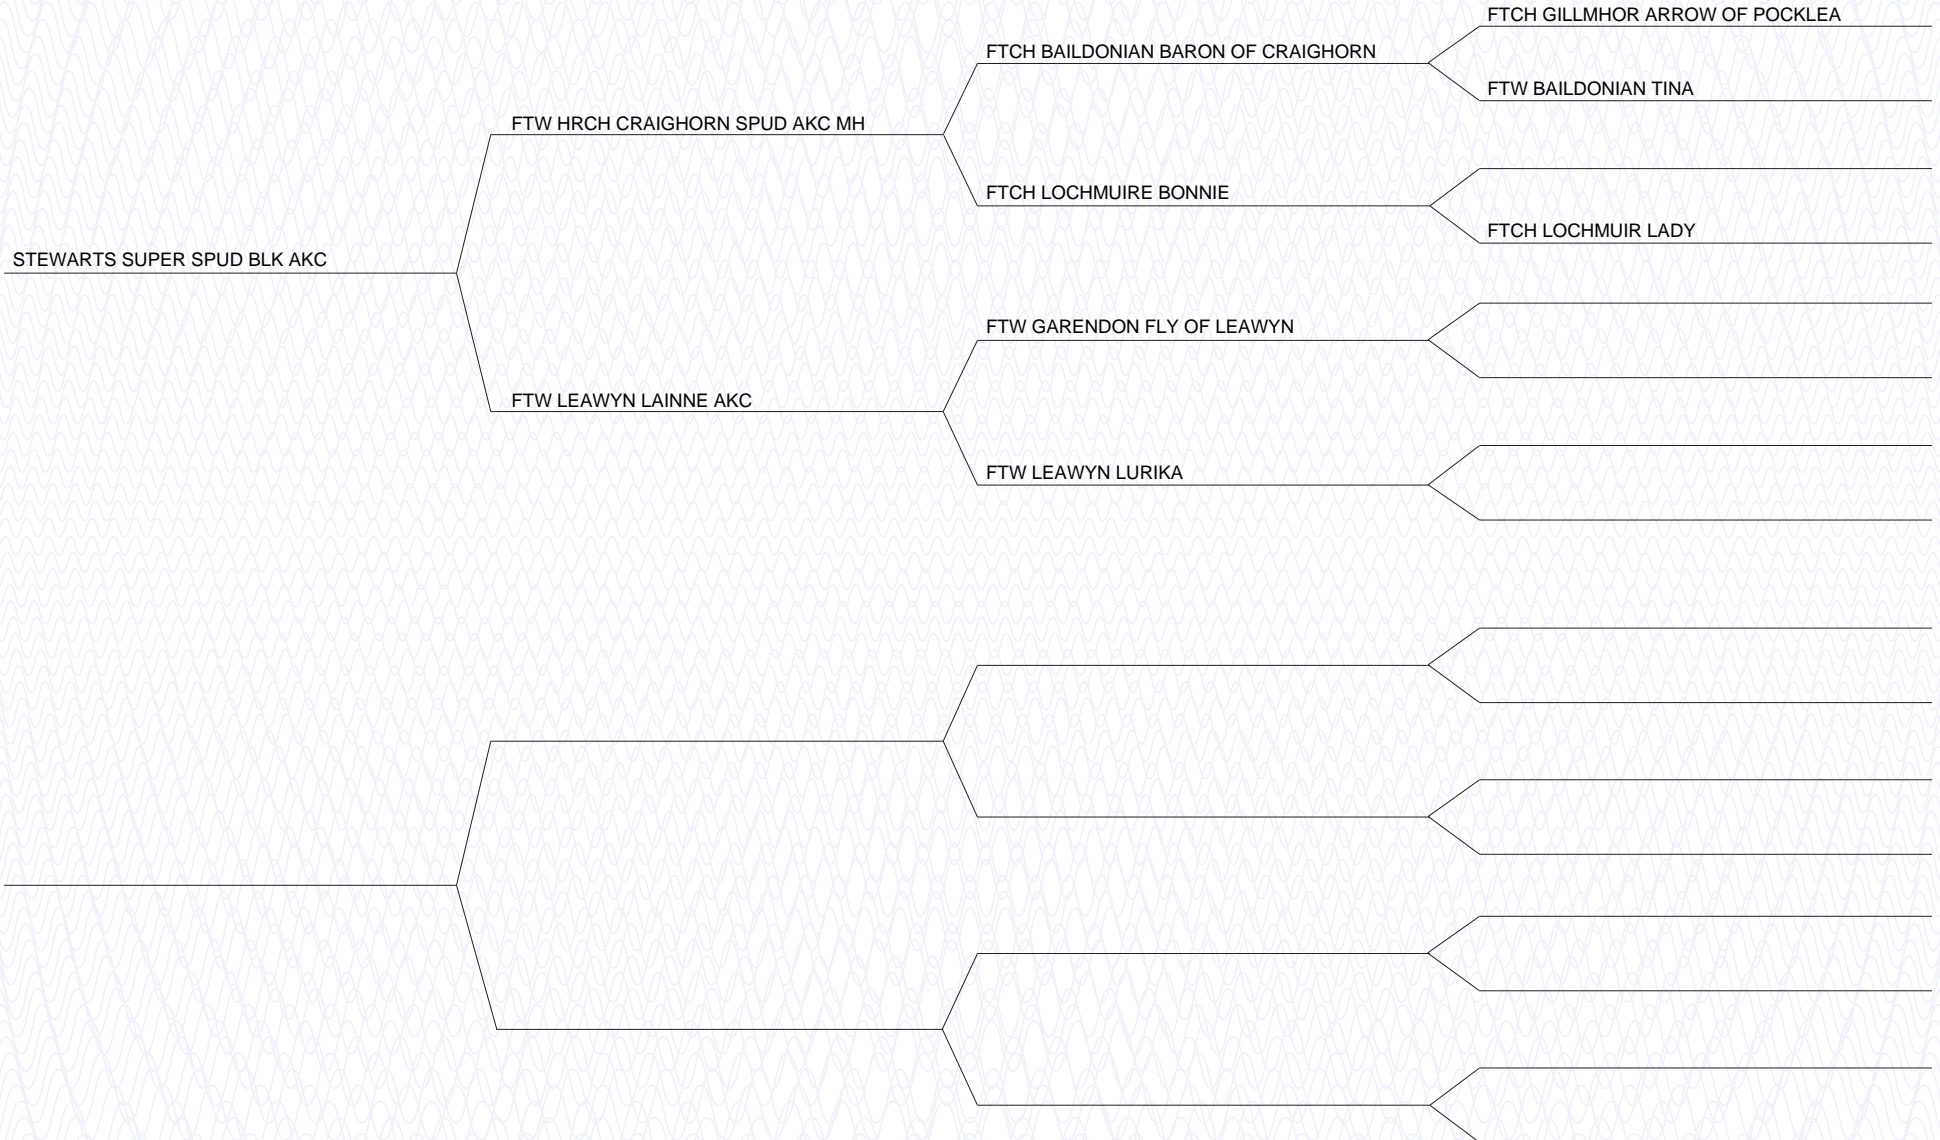 FTCH GILLMHOR ARROW OF POCKLEA
FTCH BAILDONIAN BARON OF CRAIGHORN
FTW BAILDONIAN TINA
FTW HRCH CRAIGHORN SPUD AKC MH
FTCH LOCHMUIRE BONNIE
FTCH LOCHMUIR LADY
STEWARTS SUPER SPUD BLK AKC
FTW GARENDON FLY OF LEAWYN
FTW LEAWYN LAINNE AKC
FTW LEAWYN LURIKA